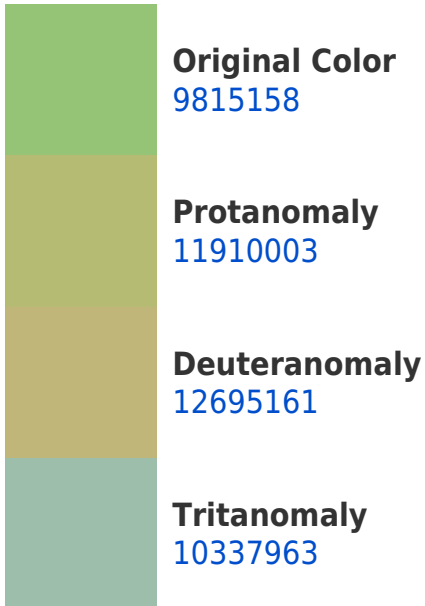 Original Color
9815158
Protanomaly
11910003
Deuteranomaly
12695161
Tritanomaly
10337963